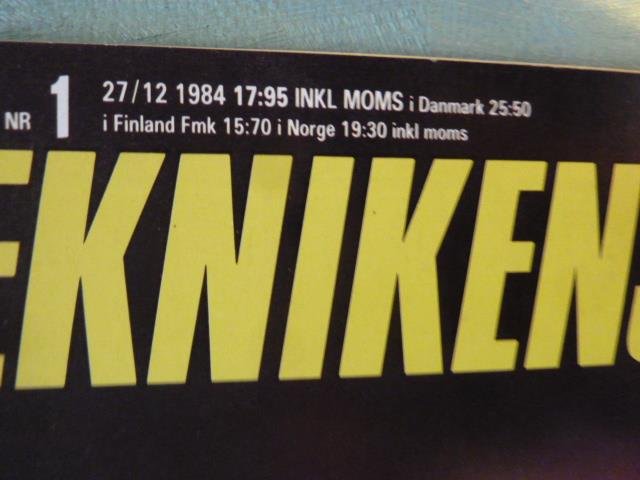 NR 1 27/12 1984 17:95 INKL MOMS i Danmark 25:50
i Finland Fmk 15:70 i Norge 19:30 inkl moms
EKNIKENS